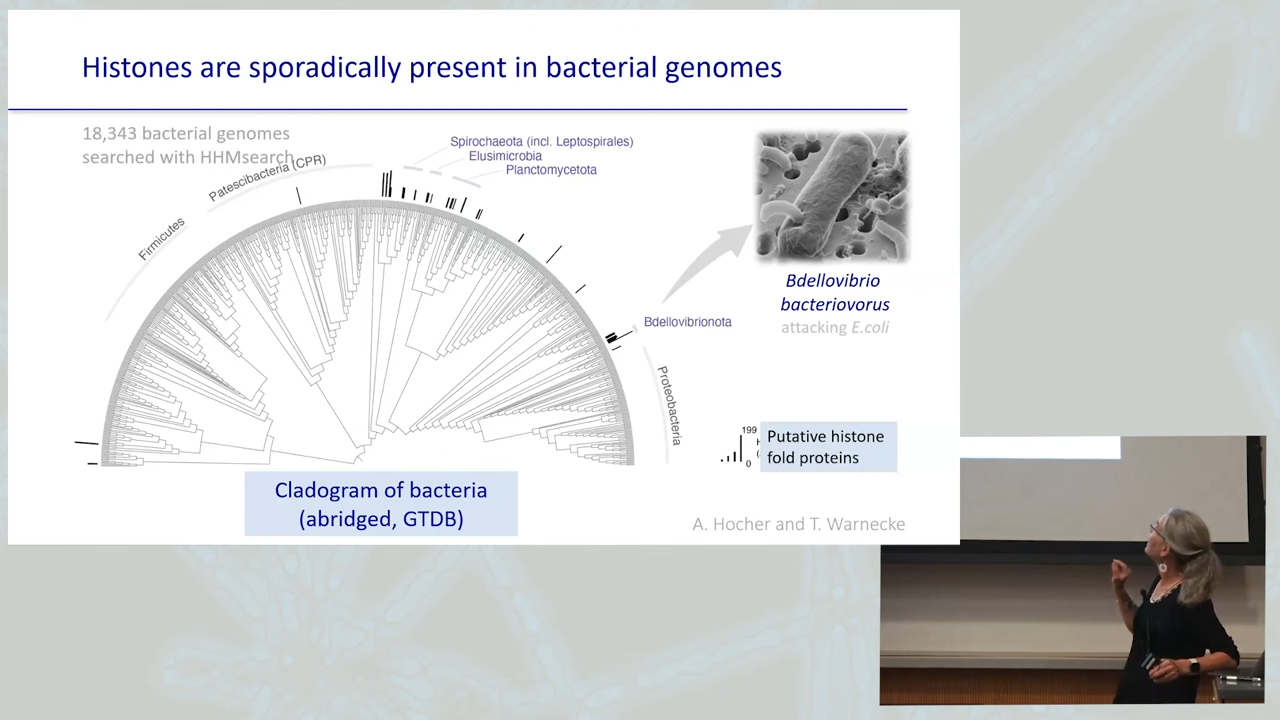 Histones are sporadically present in bacterial genomes
18,343 bacterial genomes
searched with HHMsearch
Patescibacteria (CPR)
Firmicutes
Spirochaeota (incl. Leptospirales)
Elusimicrobia
Planctomycetota
Bdellovibrionota
Proteobacteria
Bdellovibrio
bacteriovorus
attacking E.coli
199
0
Putative histone
fold proteins
Cladogram of bacteria
(abridged, GTDB)
A. Hocher and T. Warnecke